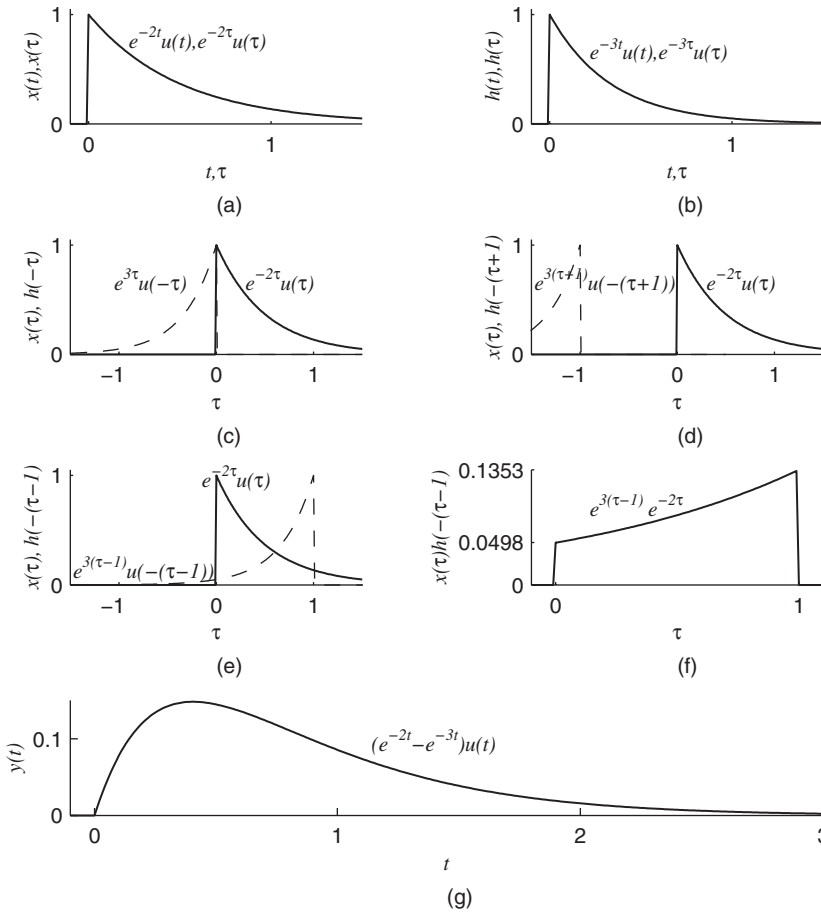 x(t),x(τ)
1
0
e^{−2t}u(t),e^{−2τ}u(τ)
0
1
t,τ
(a)
h(t),h(τ)
1
0
e^{−3t}u(t),e^{−3τ}u(τ)
0
1
t,τ
(b)
x(τ), h(−τ)
1
0
e^{3τ}u(−τ)
e^{−2τ}u(τ)
−1
0
1
τ
(c)
x(τ), h(−(τ+1)
1
0
e^{3(τ+1)}u(−(τ+1))
e^{−2τ}u(τ)
−1
0
1
τ
(d)
x(τ), h(−(τ−1)
1
0
e^{−2τ}u(τ)
e^{3(τ−1)}u(−(τ−1))
−1
0
1
τ
(e)
x(τ)h(−(τ−1)
0.1353
0.0498
0
e^{3(τ−1)} e^{−2τ}
0
1
τ
(f)
y(t)
0.1
0
(e^{−2t}−e^{−3t})u(t)
0
1
2
3
t
(g)